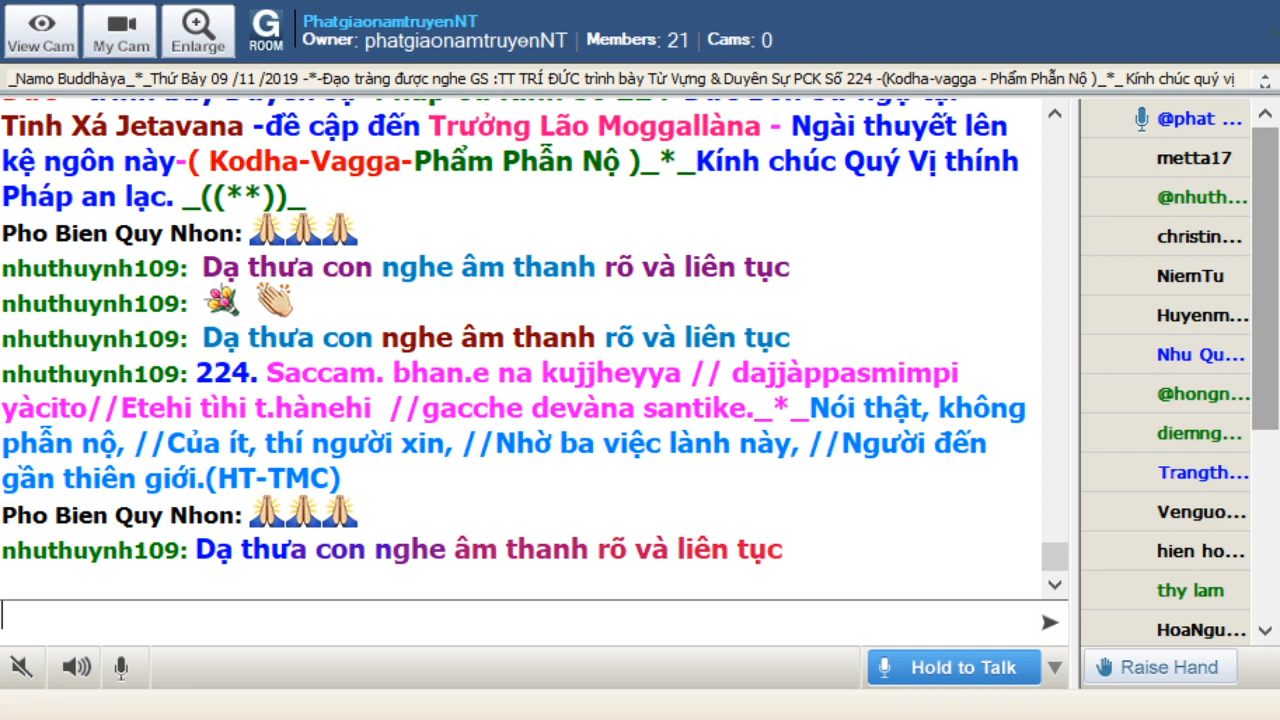 View Cam
My Cam
Enlarge
G
ROOM
PhatgiaonamtruyenNT
Owner: phatgiaonamtruyenNT | Members: 21 | Cams: 0
_Namo Buddhàya_*_Thứ Bảy 09 /11 /2019 -*-Đạo tràng được nghe GS :TT TRÍ ĐỨC trình bày Từ Vựng & Duyên Sự PCK Số 224 -(Kodha-vagga - Phẩm Phẫn Nộ )_*_ Kính chúc quý vị
Tinh Xá Jetavana -đề cập đến Trưởng Lão Moggallàna - Ngài thuyết lên
kệ ngôn này-( Kodha-Vagga-Phẩm Phẫn Nộ )_*_Kính chúc Quý Vị thính
Pháp an lạc. _((**))_
Pho Bien Quy Nhon:
nhuthuynh109: Dạ thưa con nghe âm thanh rõ và liên tục
nhuthuynh109:
nhuthuynh109: Dạ thưa con nghe âm thanh rõ và liên tục
nhuthuynh109: 224. Saccam. bhan.e na kujjheyya // dajjàppasmimpi
yàcito//Etehi tìhi t.hànehi //gacche devàna santike._*_Nói thật, không
phẫn nộ, //Của ít, thí người xin, //Nhờ ba việc lành này, //Người đến
gần thiên giới.(HT-TMC)
Pho Bien Quy Nhon:
nhuthuynh109: Dạ thưa con nghe âm thanh rõ và liên tục
@phat ...
metta17
@nhuth...
christin...
NiemTu
Huyenm...
Nhu Qu...
@hongn...
diemng...
Trangth...
Venguo...
hien ho...
thy lam
HoaNgu...
Hold to Talk
Raise Hand